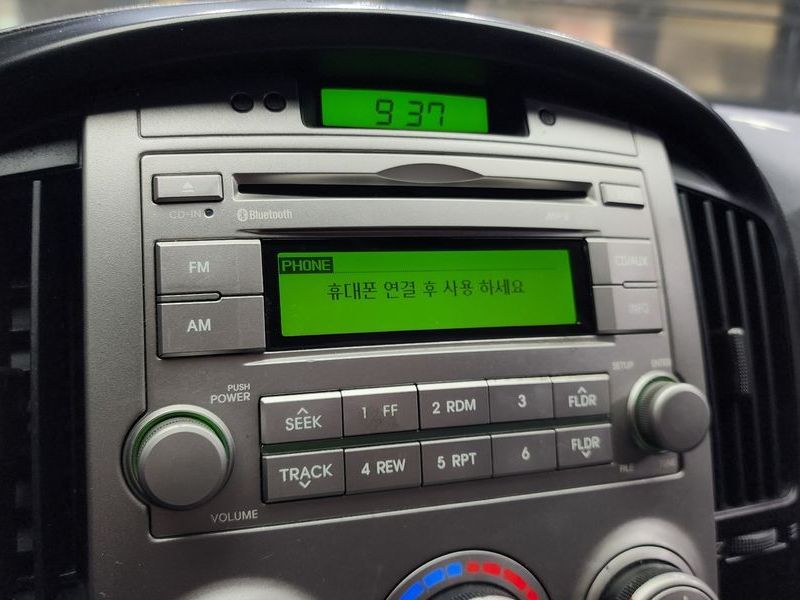 9 37
CD-IN
Bluetooth
FM
CD/AUX
PHONE
휴대폰 연결 후 사용 하세요
AM
INFO
PUSH
POWER
SETUP
ENTER
SEEK
1 FF
2 RDM
3
FLDR
TRACK
4 REW
5 RPT
6
FLDR
VOLUME
FILE